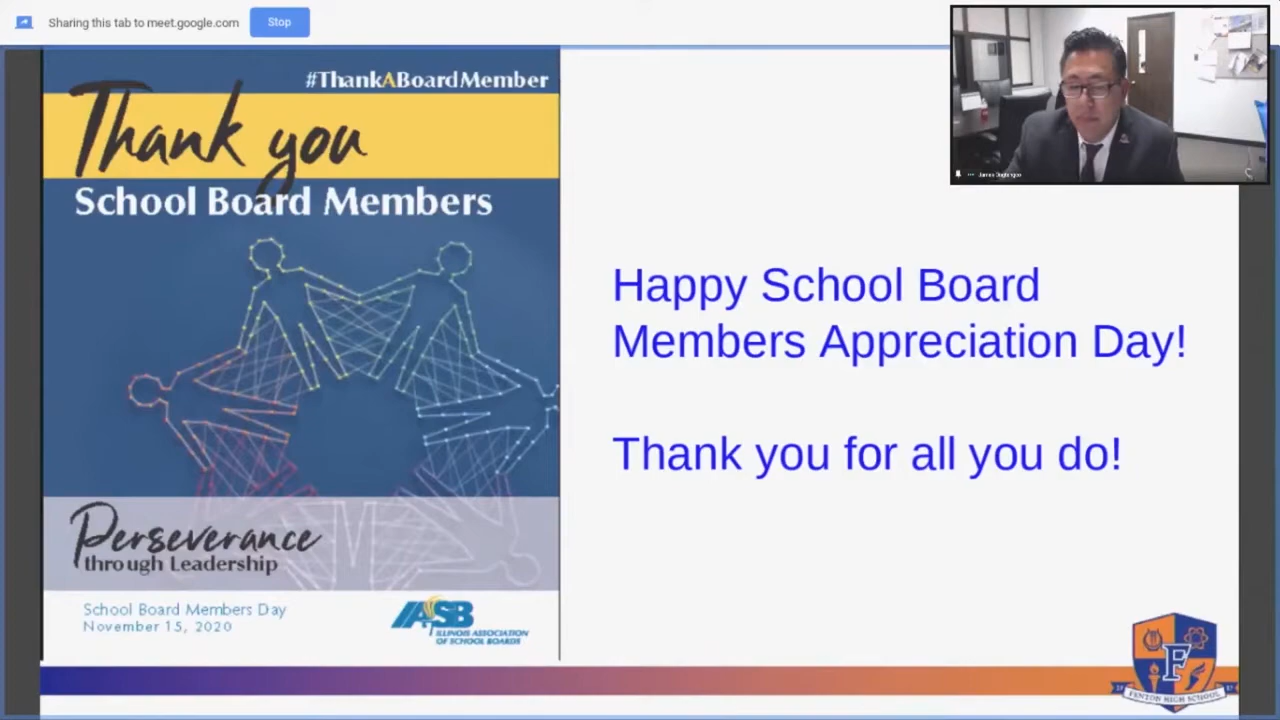 Sharing this tab to meet.google.com
Stop
#ThankABoardMember
Thank you
School Board Members
Happy School Board
Members Appreciation Day!
Thank you for all you do!
Perseverance
through Leadership
School Board Members Day
November 15, 2020
IASB
ILLINOIS ASSOCIATION
OF SCHOOL BOARDS
F
FENTON HIGH SCHOOL